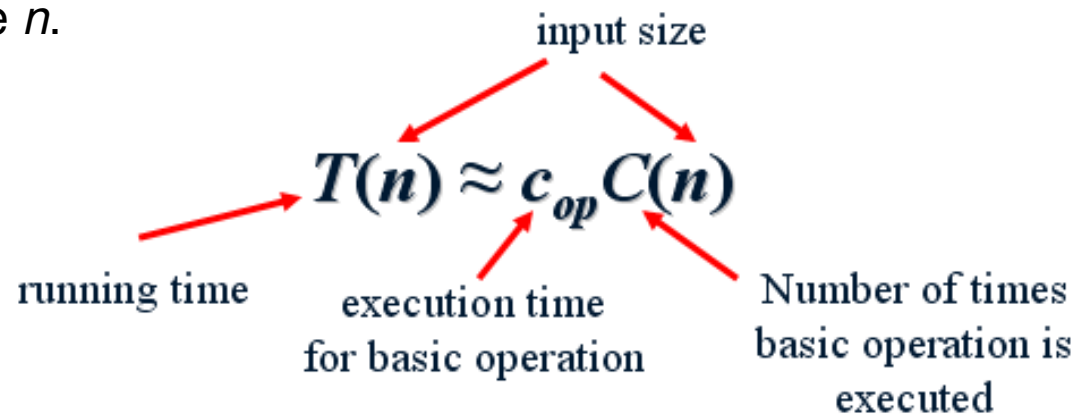 e n.
input size
T(n) ≈ c_op C(n)
running time
execution time
for basic operation
Number of times
basic operation is
executed